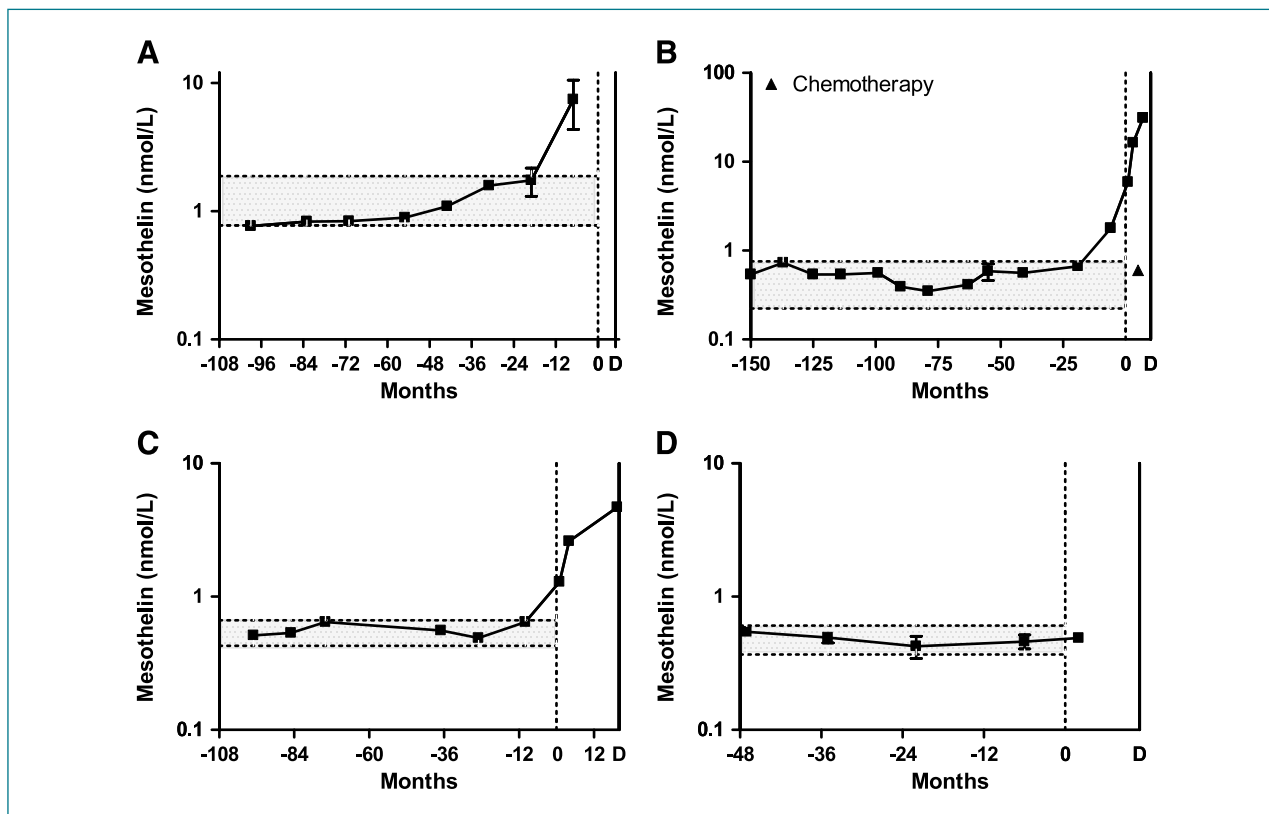 A
Mesothelin (nmol/L)
10
1
0.1
-108 -96 -84 -72 -60 -48 -36 -24 -12 0 D
Months
B
Mesothelin (nmol/L)
100
10
1
0.1
▲ Chemotherapy
-150 -125 -100 -75 -50 -25 0 D
Months
C
Mesothelin (nmol/L)
10
1
0.1
-108 -84 -60 -36 -12 0 12 D
Months
D
Mesothelin (nmol/L)
10
1
0.1
-48 -36 -24 -12 0 D
Months